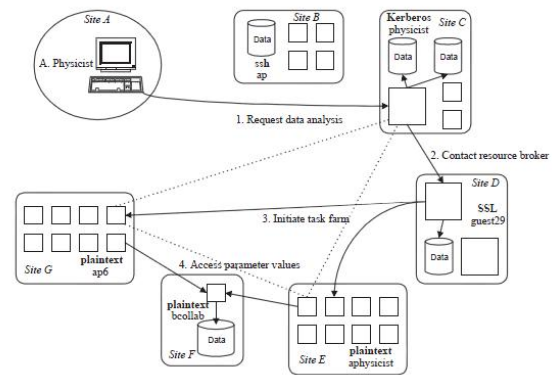 Site A
A. Physicist
Site B
Data
ssh
ap
Kerberos
physicist
Site C
Data
Data
1. Request data analysis
2. Contact resource broker
Site D
SSL
guest29
Data
3. Initiate task farm
plaintext
ap6
Site G
4. Access parameter values
plaintext
bcollab
Data
Site F
Site E
plaintext
aphysicist